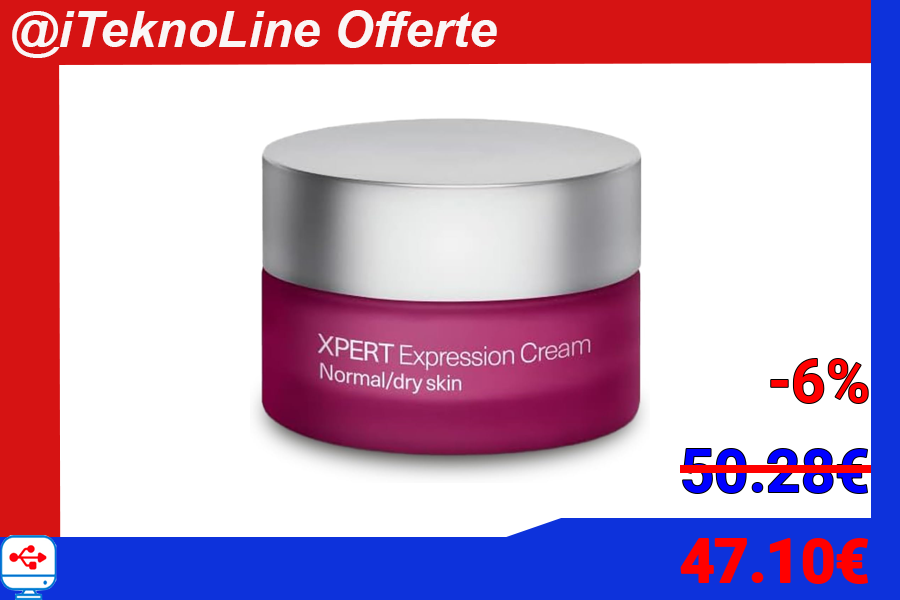 @iTeknoLine Offerte
XPERT Expression Cream
Normal/dry skin
-6%
50.28€
47.10€